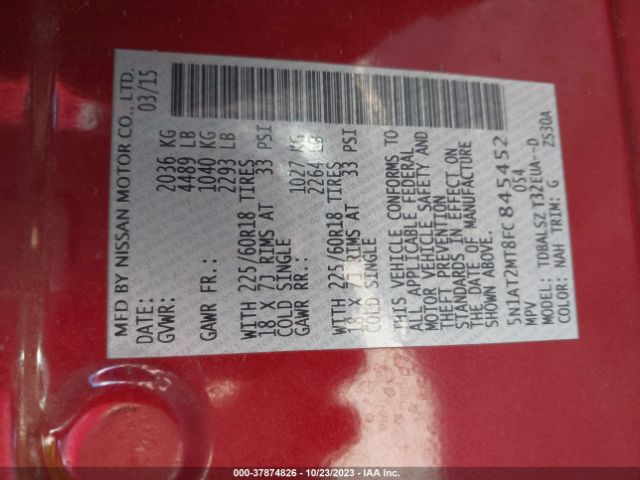 MFD BY NISSAN MOTOR CO., LTD.
DATE: 03/15
GVWR: 2036 KG
4489 LB
GAWR FR.: 1040 KG
2293 LB
WITH 225/60R18 TIRES
18 X 7J RIMS AT 33 PSI
COLD SINGLE
GAWR RR.: 1027 KG
2264 LB
WITH 225/60R18 TIRES
18 X 7J RIMS AT 33 PSI
COLD SINGLE
THIS VEHICLE CONFORMS TO
ALL APPLICABLE FEDERAL
MOTOR VEHICLE SAFETY AND
THEFT PREVENTION
STANDARDS IN EFFECT ON
THE DATE OF MANUFACTURE
SHOWN ABOVE.
5N1AT2MT8FC845452
MPV 054
MODEL: TDBALSZ T32EUA--D
COLOR: NAH TRIM: G ZS30A
000-37874826 - 10/23/2023 - IAA Inc.